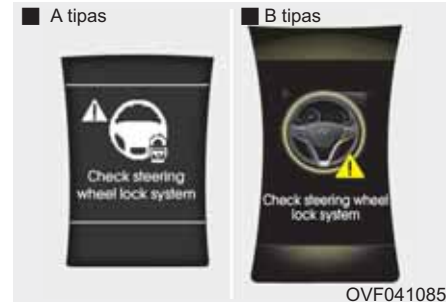 A tipas
Check steering
wheel lock system
B tipas
Check steering wheel
lock system
OVF041085